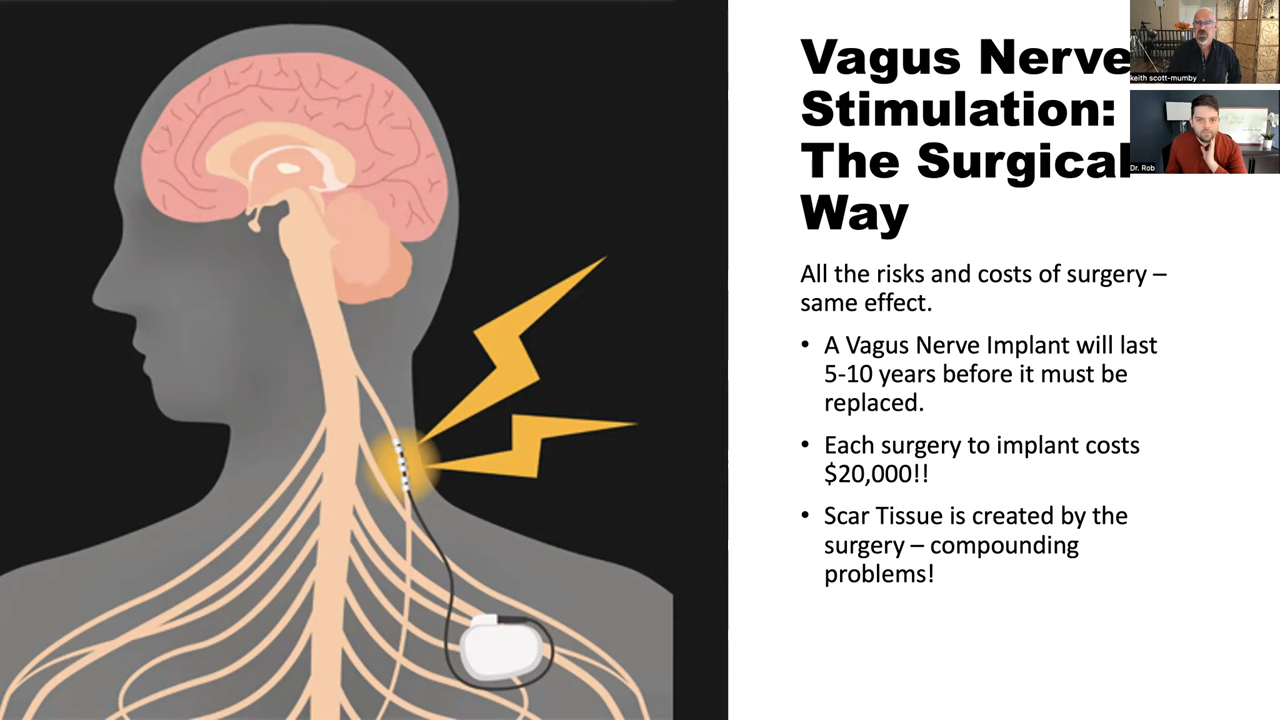 Vagus Nerve
Stimulation:
The Surgical
Way
All the risks and costs of surgery –
same effect.
• A Vagus Nerve Implant will last
5-10 years before it must be
replaced.
• Each surgery to implant costs
$20,000!!
• Scar Tissue is created by the
surgery – compounding
problems!
keith scott-mumby
Dr. Rob